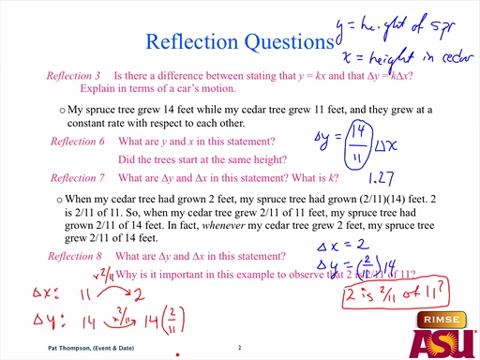 y = height of spr
x = height in cedar
Reflection Questions
Reflection 3 Is there a difference between stating that y = kx and that Δy = kΔx?
Explain in terms of a car's motion.
• My spruce tree grew 14 feet while my cedar tree grew 11 feet, and they grew at a
constant rate with respect to each other.
Δy = 14/11 Δx
Reflection 6 What are y and x in this statement?
Did the trees start at the same height?
Reflection 7 What are Δy and Δx in this statement? What is k?
1.27
• When my cedar tree had grown 2 feet, my spruce tree had grown (2/11)(14) feet. 2
is 2/11 of 11. So, when my cedar tree grew 2/11 of 11 feet, my spruce tree had
grown 2/11 of 14 feet. In fact, whenever my cedar tree grew 2 feet, my spruce tree
grew 2/11 of 14 feet.
Δx = 2
Reflection 8 What are Δy and Δx in this statement?
Δy = (2/11)14
Why is it important in this example to observe that 2 is 2/11 of 11?
x 2/11
Δx: 11 2
2 is 2/11 of 11?
x 2/11
Δy: 14 14(2/11)
RIMSE
ASU
Pat Thompson, (Event & Date) 2